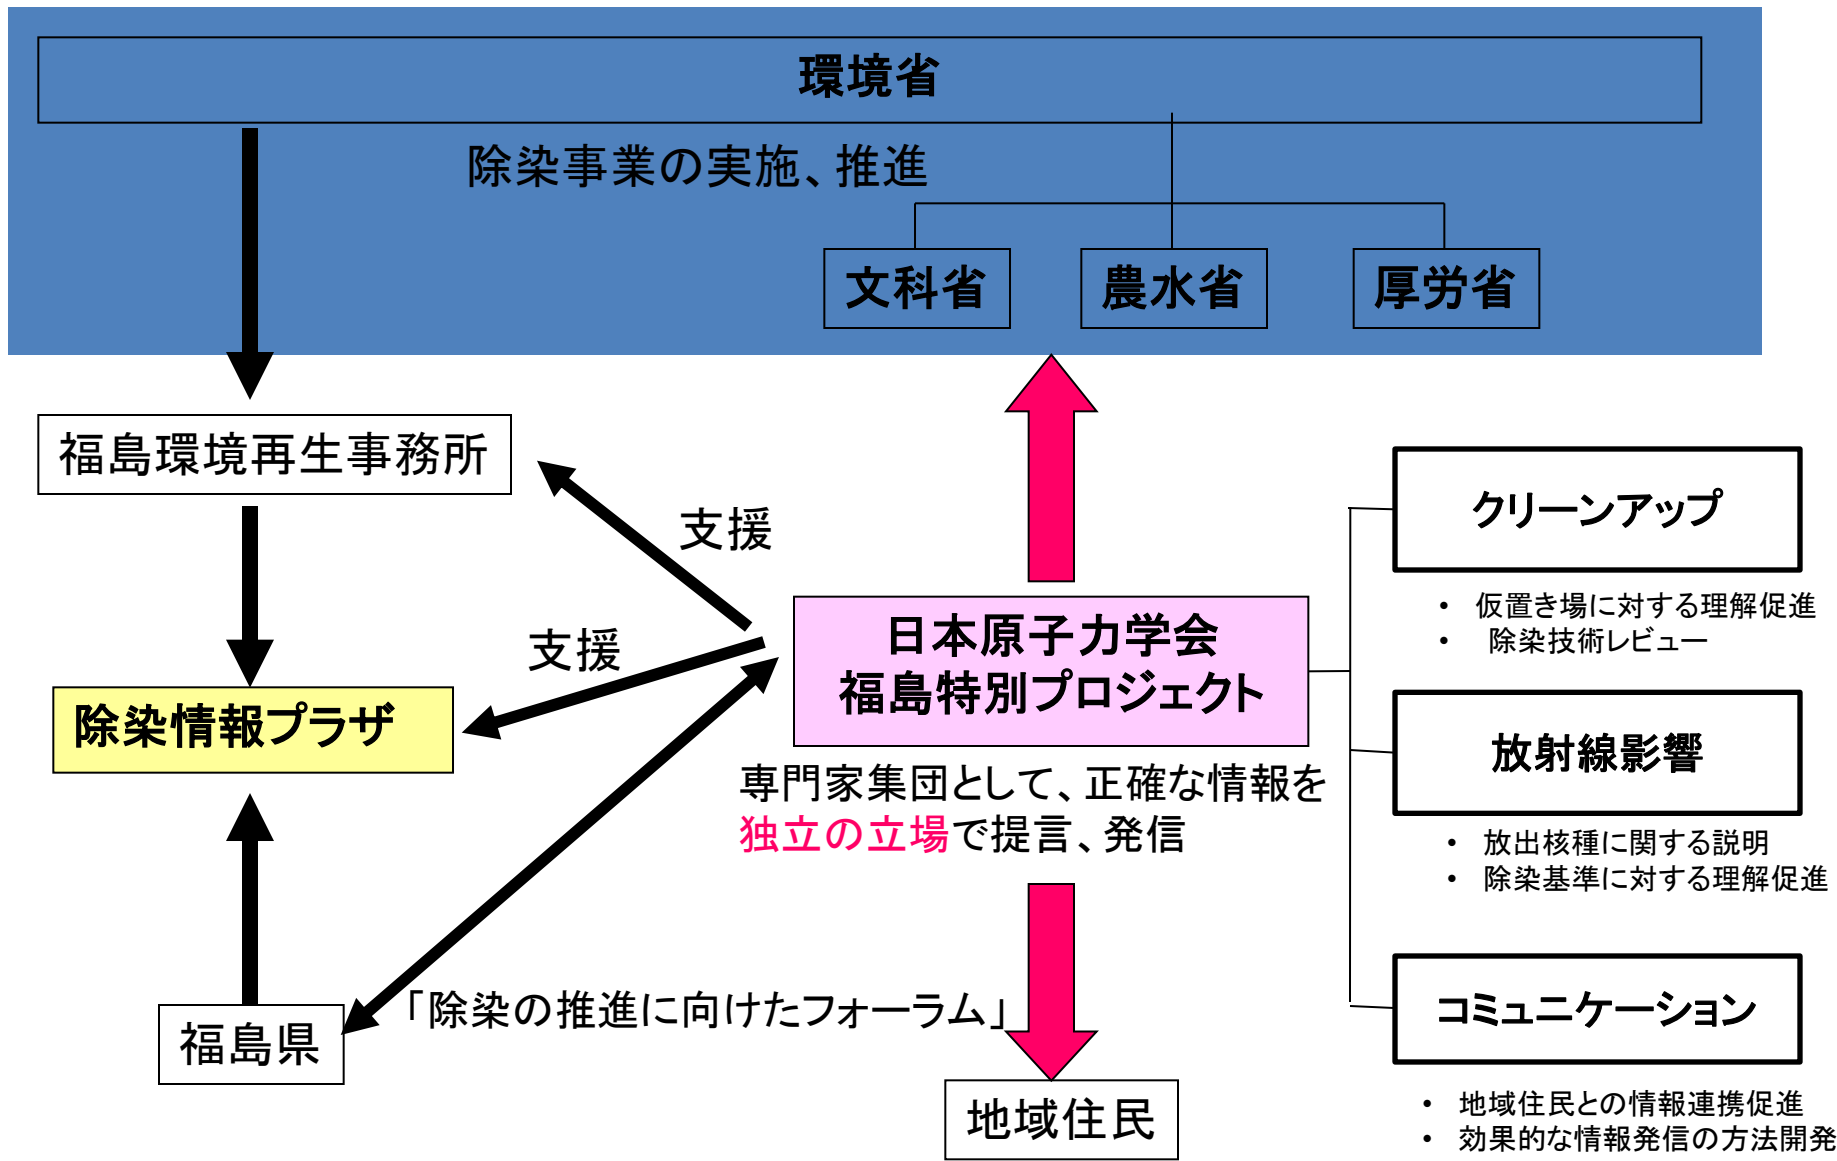 環境省
除染事業の実施、推進
文科省
農水省
厚労省
福島環境再生事務所
支援
支援
除染情報プラザ
日本原子力学会
福島特別プロジェクト
専門家集団として、正確な情報を
独立の立場で提言、発信
「除染の推進に向けたフォーラム」
福島県
地域住民
クリーンアップ
• 仮置き場に対する理解促進
• 除染技術レビュー
放射線影響
• 放出核種に関する説明
• 除染基準に対する理解促進
コミュニケーション
• 地域住民との情報連携促進
• 効果的な情報発信の方法開発